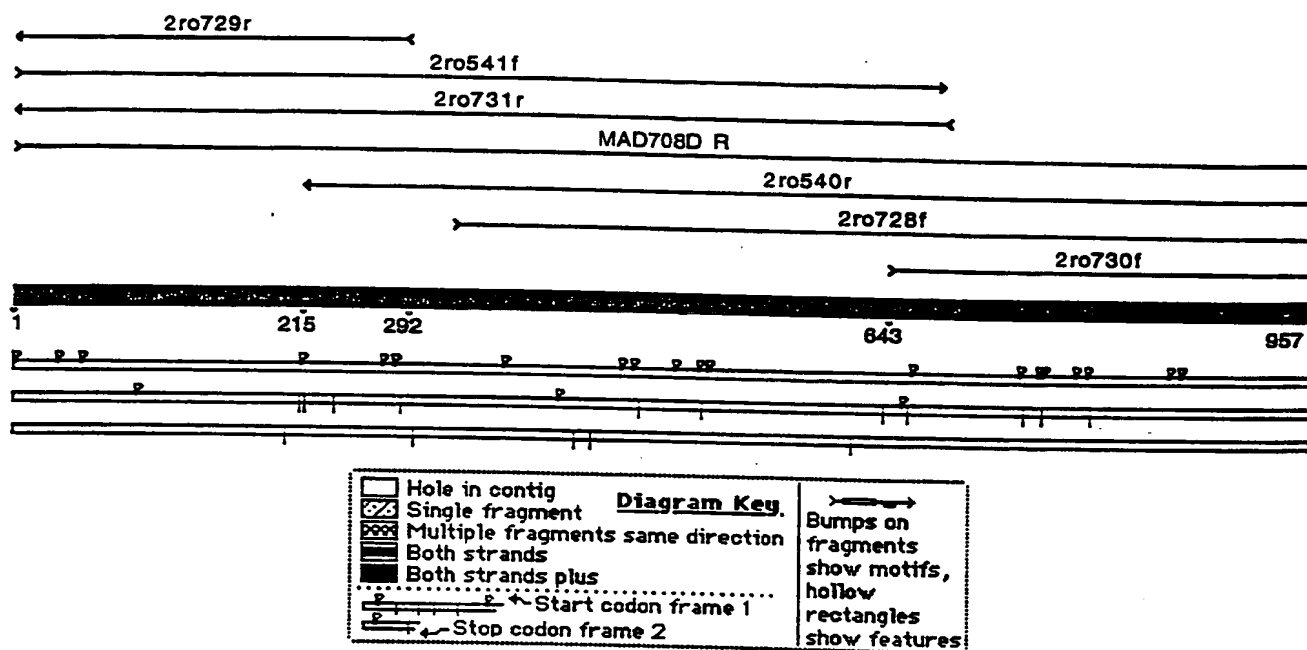 2ro729r
2ro541f
2ro731r
MAD708D R
2ro540r
2ro728f
2ro730f
1 215 292 643 957
Diagram Key
Hole in contig
Single fragment
Multiple fragments same direction
Both strands
Both strands plus
Start codon frame 1
Stop codon frame 2
Bumps on
fragments
show motifs,
hollow
rectangles
show features